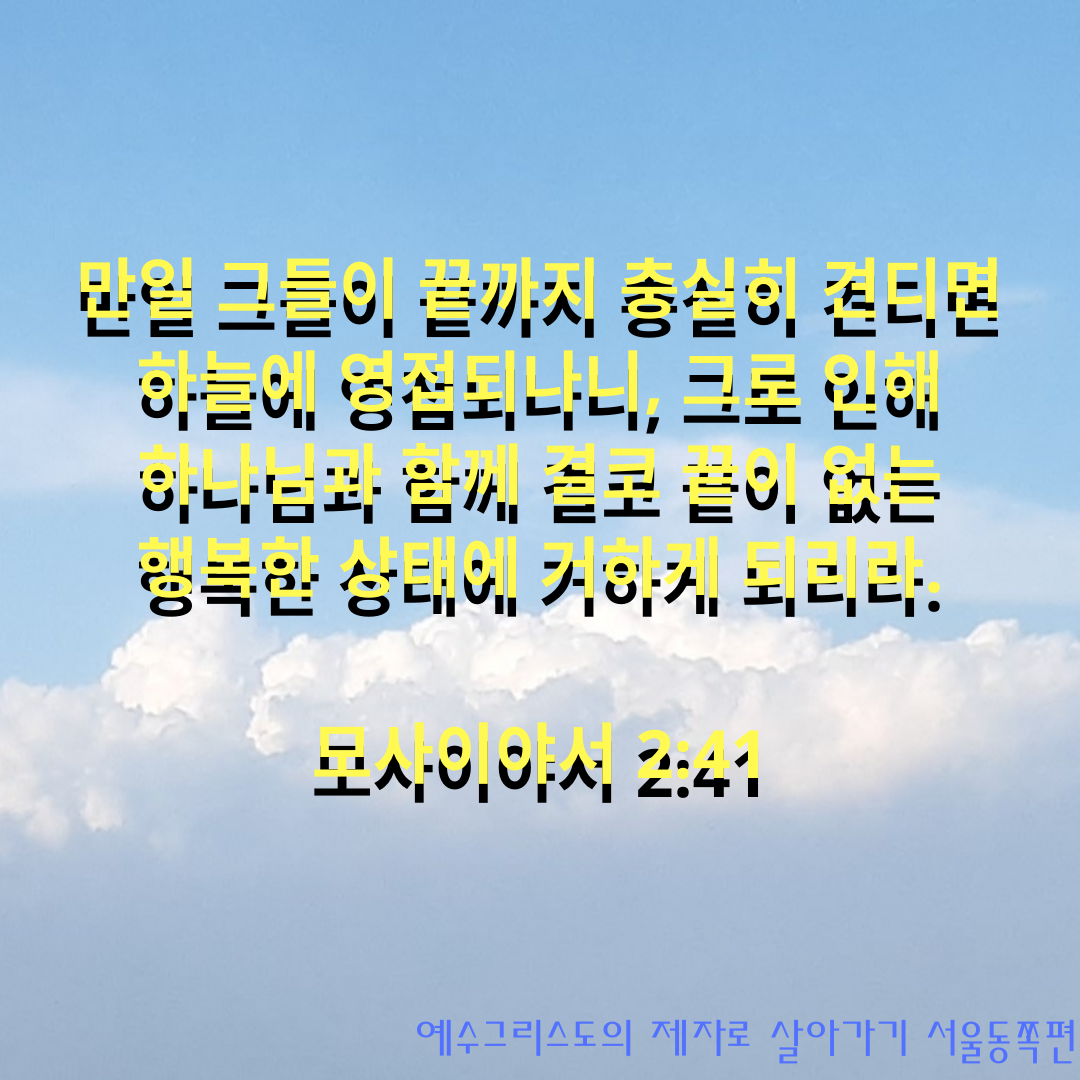 만일 그들이 끝까지 충실히 견디면
하늘에 영접되나니, 그로 인해
하나님과 함께 결코 끝이 없는
행복한 상태에 거하게 되리라.
모사이야서 2:41
예수그리스도의 제자로 살아가기 서울동쪽편